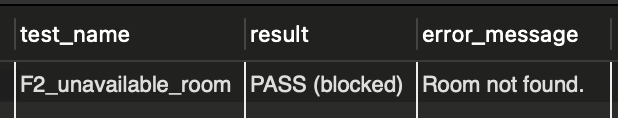 test_name result error_message
F2_unavailable_room PASS (blocked) Room not found.